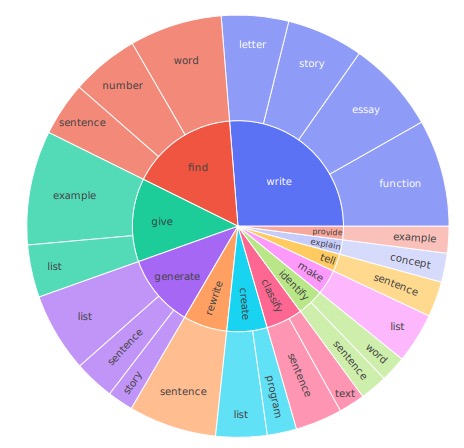 letter
story
essay
function
write
word
number
sentence
find
example
list
give
list
sentence
story
generate
sentence
rewrite
list
program
create
sentence
text
classify
sentence
word
identify
list
make
sentence
tell
concept
explain
example
provide